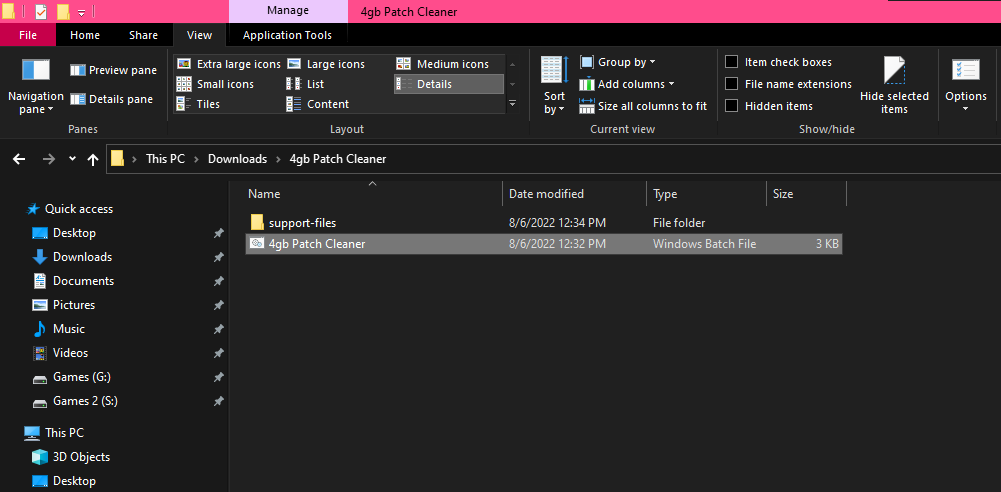 Manage
4gb Patch Cleaner
File
Home
Share
View
Application Tools
Navigation pane
Preview pane
Details pane
Panes
Extra large icons
Large icons
Medium icons
Small icons
List
Details
Tiles
Content
Layout
Sort by
Group by
Add columns
Size all columns to fit
Current view
Item check boxes
File name extensions
Hidden items
Hide selected items
Show/hide
Options
This PC
Downloads
4gb Patch Cleaner
Name
Date modified
Type
Size
support-files
8/6/2022 12:34 PM
File folder
4gb Patch Cleaner
8/6/2022 12:32 PM
Windows Batch File
3 KB
Quick access
Desktop
Downloads
Documents
Pictures
Music
Videos
Games (G:)
Games 2 (S:)
This PC
3D Objects
Desktop